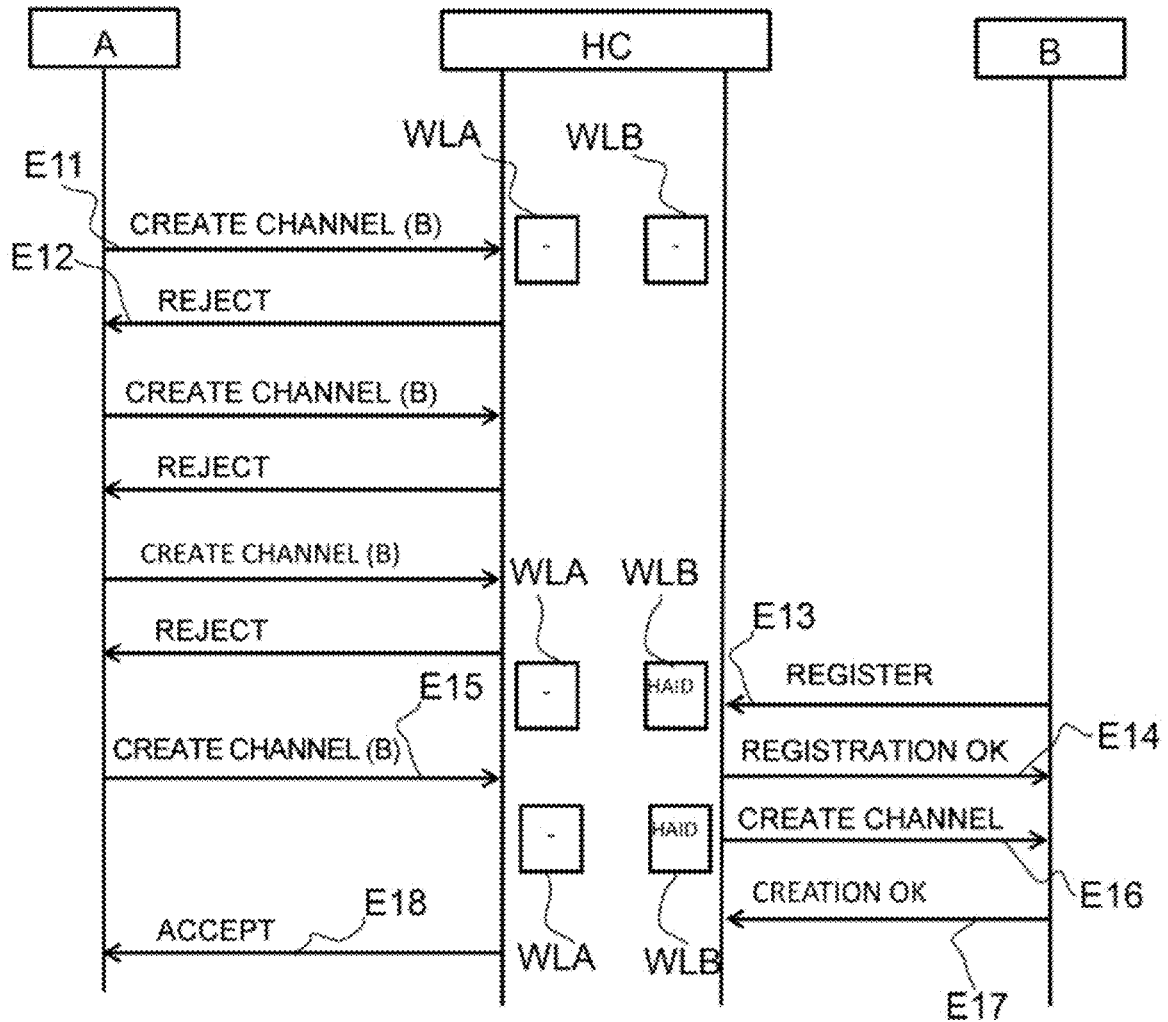 A
HC
B
WLA
WLB
E11
CREATE CHANNEL (B)
-
-
E12
REJECT
CREATE CHANNEL (B)
REJECT
CREATE CHANNEL (B)
WLA
WLB
REJECT
E13
-
HAID
REGISTER
E15
CREATE CHANNEL (B)
REGISTRATION OK
E14
-
HAID
CREATE CHANNEL
E16
CREATION OK
E18
ACCEPT
WLA
WLB
E17